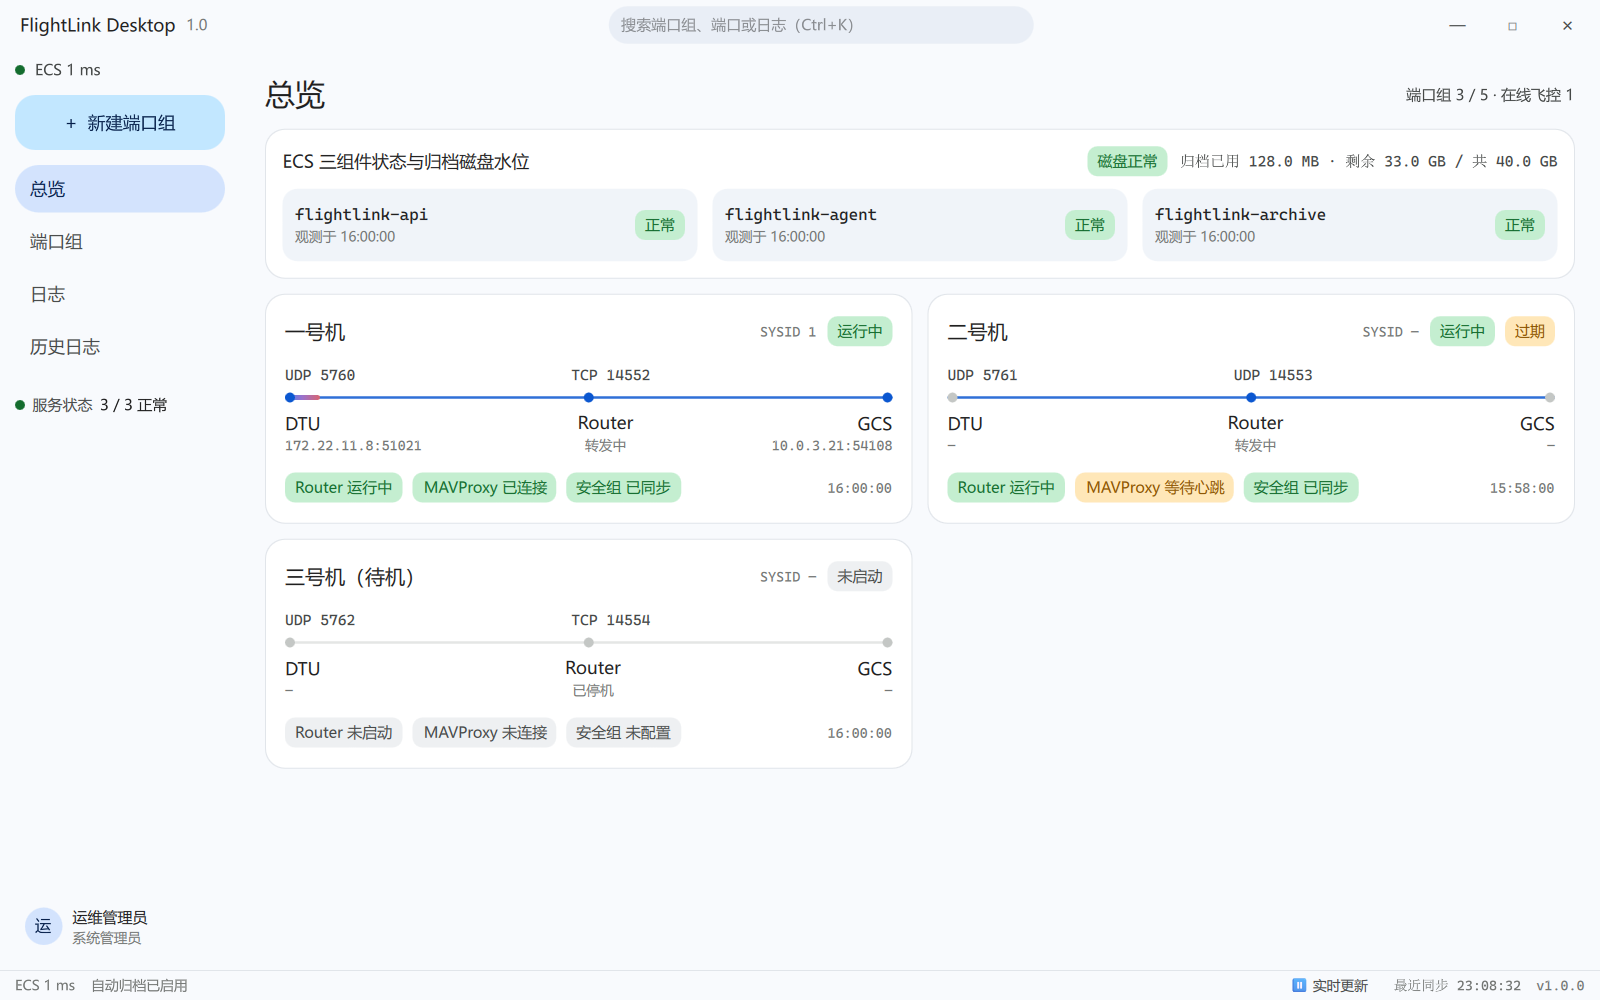 FlightLink Desktop 1.0
搜索端口组、端口或日志（Ctrl+K）
ECS 1 ms
+ 新建端口组
总览
端口组
日志
历史日志
服务状态 3 / 3 正常
总览
端口组 3 / 5 · 在线飞控 1
ECS 三组件状态与归档磁盘水位
磁盘正常 归档已用 128.0 MB · 剩余 33.0 GB / 共 40.0 GB
flightlink-api
观测于 16:00:00
正常
flightlink-agent
观测于 16:00:00
正常
flightlink-archive
观测于 16:00:00
正常
一号机
SYSID 1 运行中
UDP 5760 TCP 14552
DTU Router GCS
172.22.11.8:51021 转发中 10.0.3.21:54108
Router 运行中 MAVProxy 已连接 安全组 已同步 16:00:00
二号机
SYSID — 运行中 过期
UDP 5761 UDP 14553
DTU Router GCS
— 转发中 —
Router 运行中 MAVProxy 等待心跳 安全组 已同步 15:58:00
三号机（待机）
SYSID — 未启动
UDP 5762 TCP 14554
DTU Router GCS
— 已停机 —
Router 未启动 MAVProxy 未连接 安全组 未配置 16:00:00
运 运维管理员
系统管理员
ECS 1 ms 自动归档已启用
实时更新 最近同步 23:08:32 v1.0.0